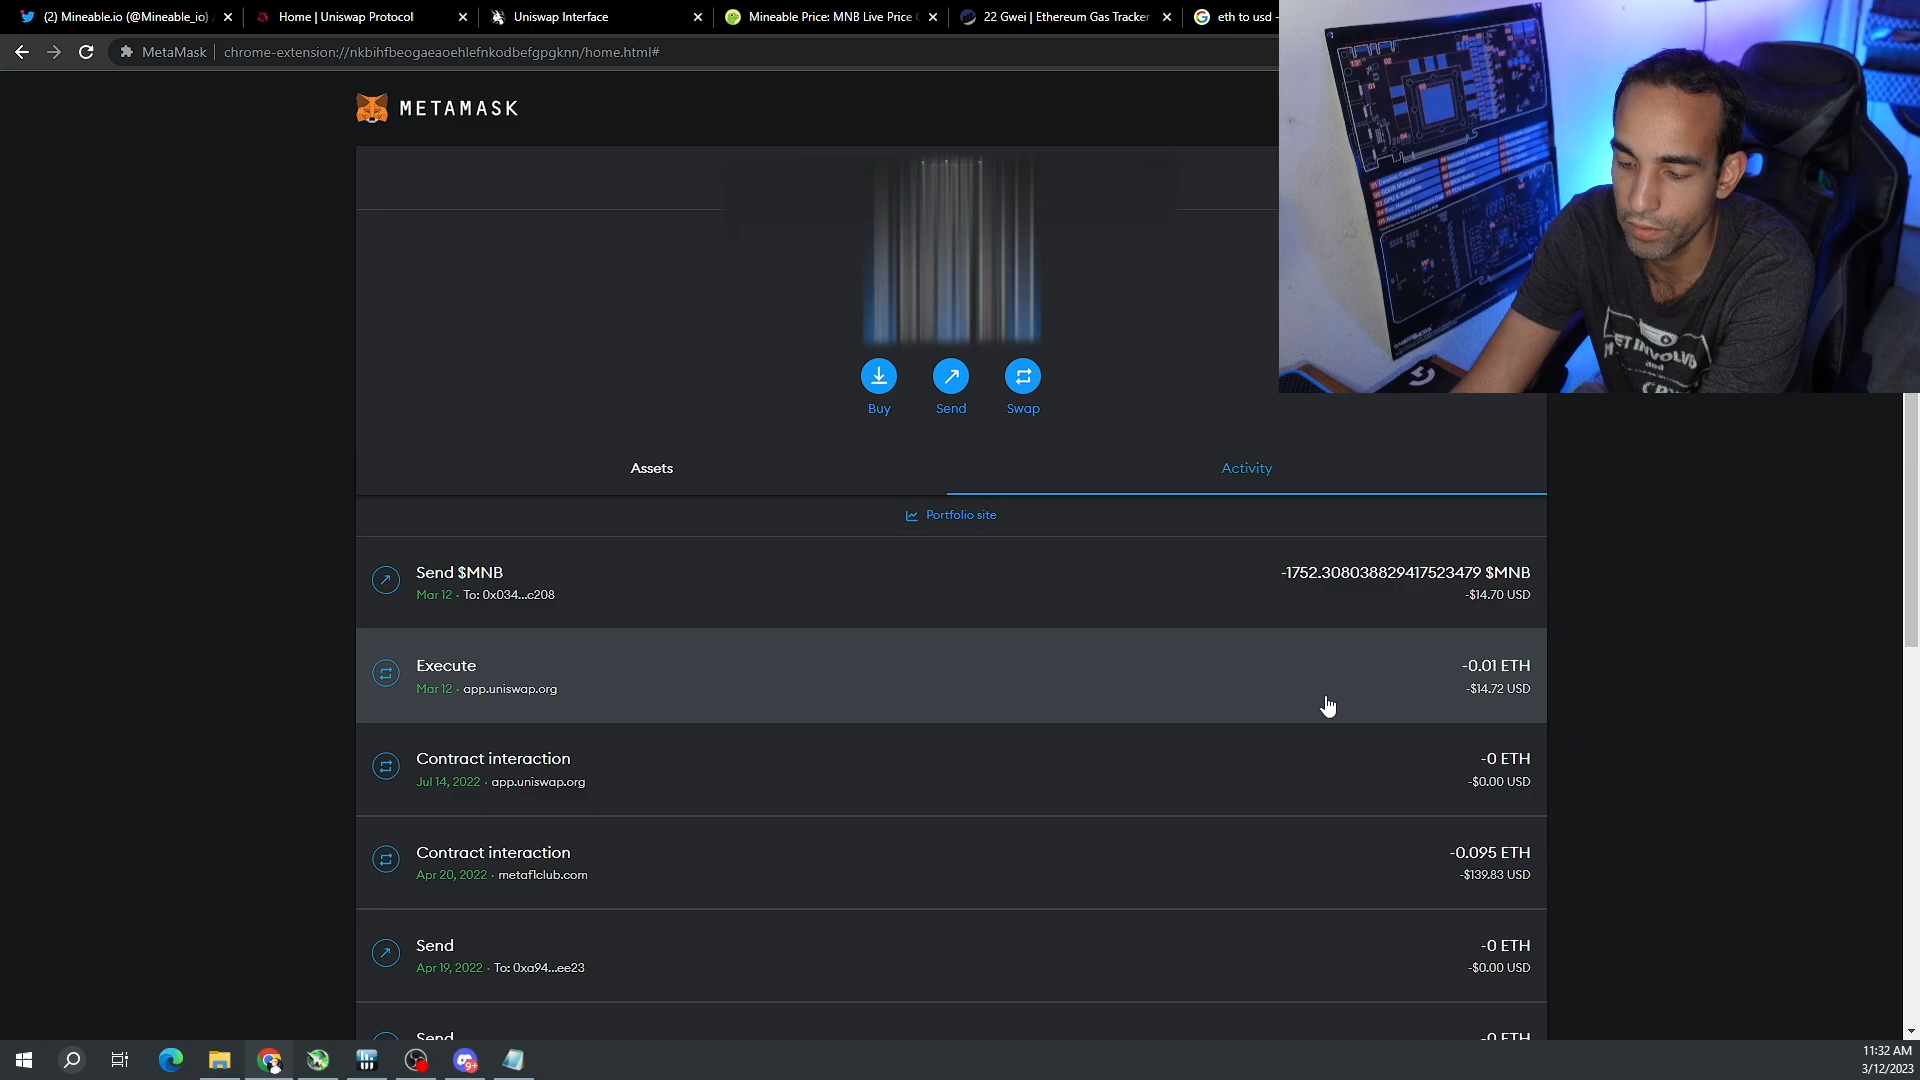 (2) Mineable.io (@Mineable_io)
Home | Uniswap Protocol
Uniswap Interface
Mineable Price: MNB Live Price
22 Gwei | Ethereum Gas Tracker
eth to usd -
MetaMask
chrome-extension://nkbihfbeogaeaoehlefnkodbefgpgknn/home.html#
METAMASK
Buy
Send
Swap
Assets
Activity
Portfolio site
Send $MNB
-1752.308038829417523479 $MNB
Mar 12 · To: 0x034...c208
-$14.70 USD
Execute
-0.01 ETH
Mar 12 · app.uniswap.org
-$14.72 USD
Contract interaction
-0 ETH
Jul 14, 2022 · app.uniswap.org
-$0.00 USD
Contract interaction
-0.095 ETH
Apr 20, 2022 · metaf1club.com
-$139.83 USD
Send
-0 ETH
Apr 19, 2022 · To: 0xa94...ee23
-$0.00 USD
Send
-0 ETH
9+
11:32 AM
3/12/2023